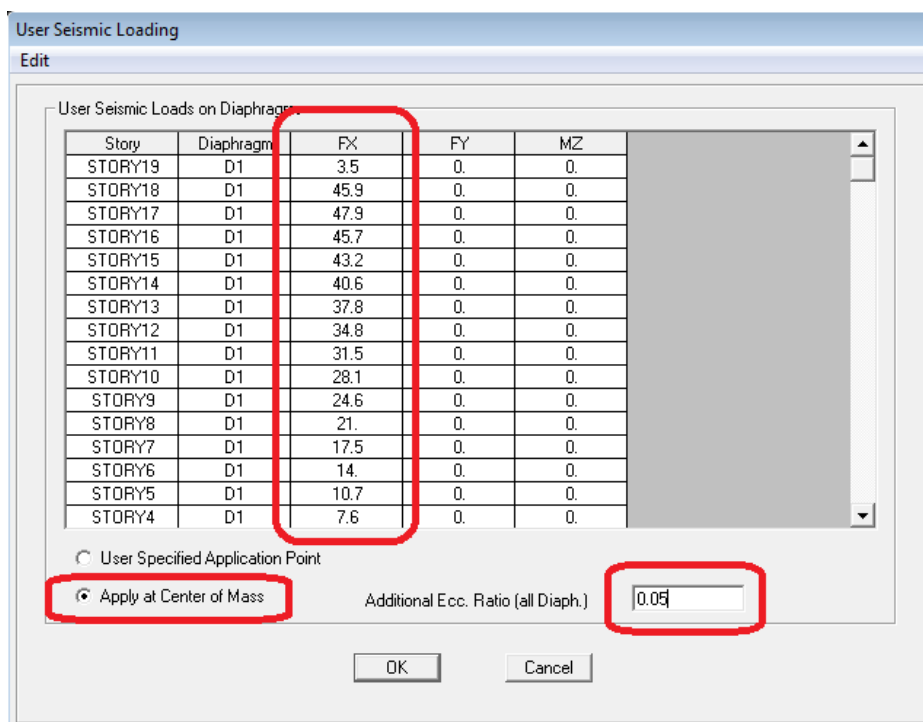 User Seismic Loading
Edit
User Seismic Loads on Diaphragms
Story Diaphragm FX FY MZ
STORY19 D1 3.5 0. 0.
STORY18 D1 45.9 0. 0.
STORY17 D1 47.9 0. 0.
STORY16 D1 45.7 0. 0.
STORY15 D1 43.2 0. 0.
STORY14 D1 40.6 0. 0.
STORY13 D1 37.8 0. 0.
STORY12 D1 34.8 0. 0.
STORY11 D1 31.5 0. 0.
STORY10 D1 28.1 0. 0.
STORY9 D1 24.6 0. 0.
STORY8 D1 21. 0. 0.
STORY7 D1 17.5 0. 0.
STORY6 D1 14. 0. 0.
STORY5 D1 10.7 0. 0.
STORY4 D1 7.6 0. 0.
User Specified Application Point
Apply at Center of Mass Additional Ecc. Ratio (all Diaph.) 0.05
OK Cancel